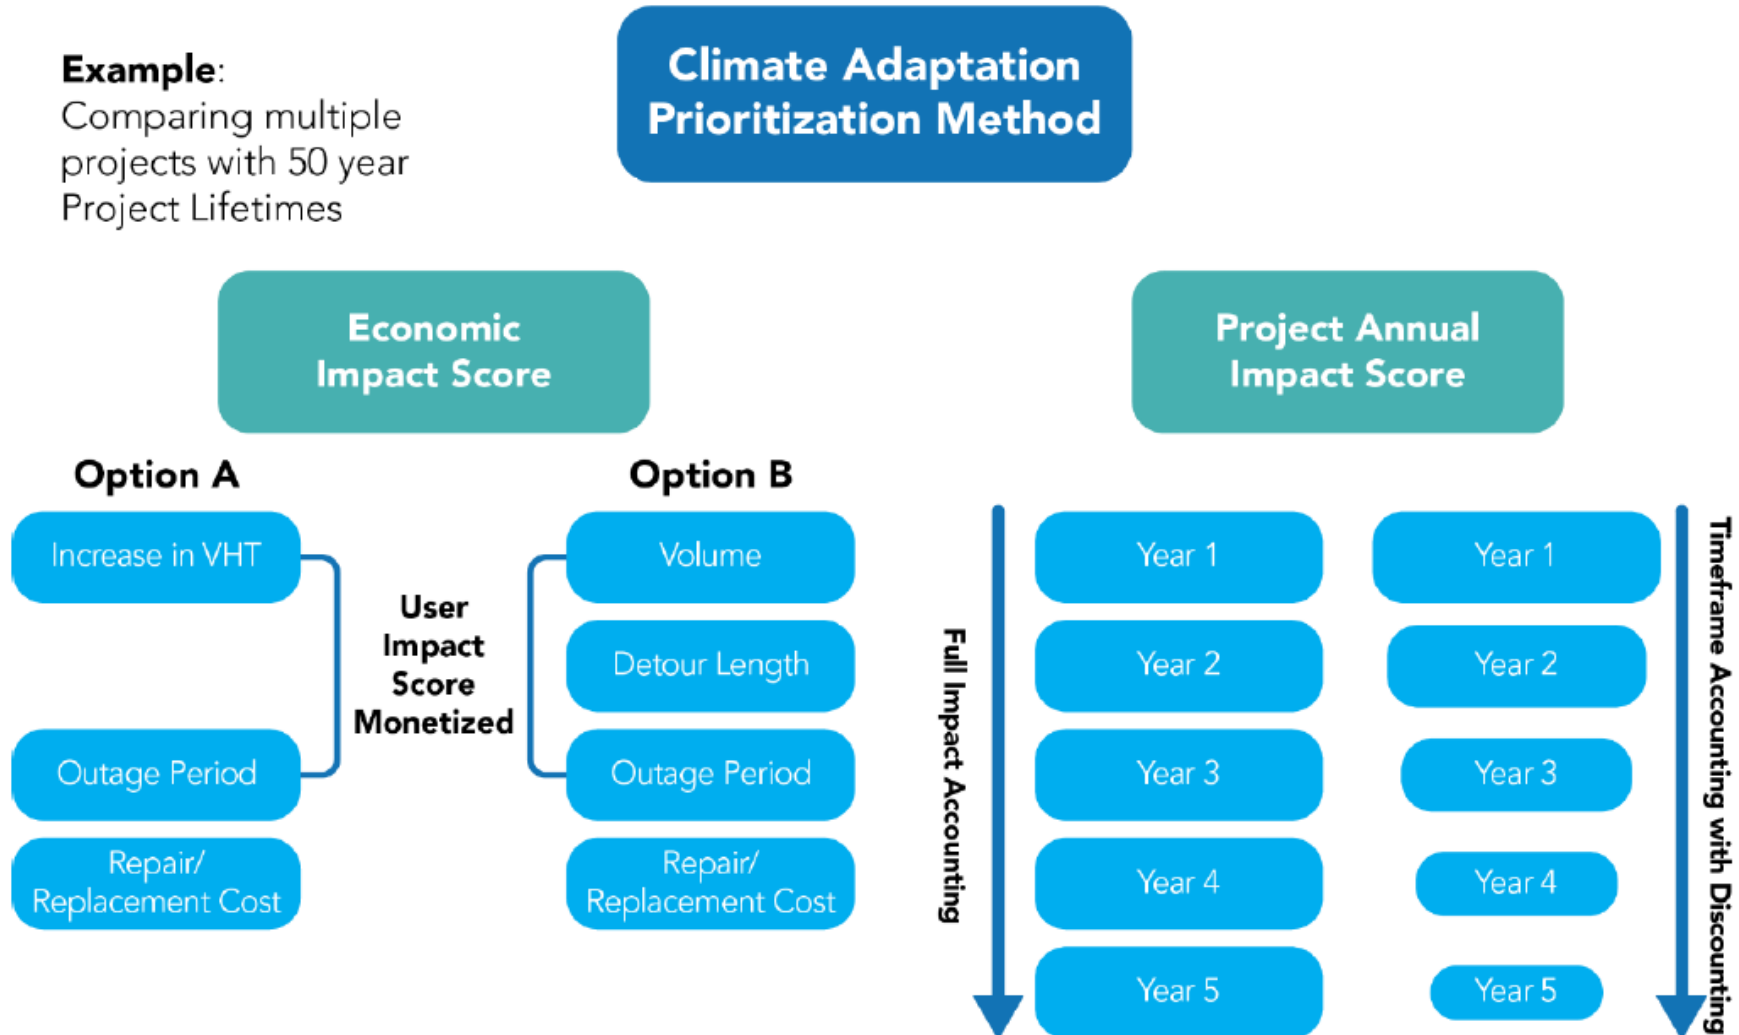 Example:
Comparing multiple
projects with 50 year
Project Lifetimes
Climate Adaptation
Prioritization Method
Economic
Impact Score
Project Annual
Impact Score
Option A
Increase in VHT
Outage Period
Repair/
Replacement Cost
User
Impact
Score
Monetized
Option B
Volume
Detour Length
Outage Period
Repair/
Replacement Cost
Full Impact Accounting
Year 1
Year 2
Year 3
Year 4
Year 5
Year 1
Year 2
Year 3
Year 4
Year 5
Timeframe Accounting with Discounting